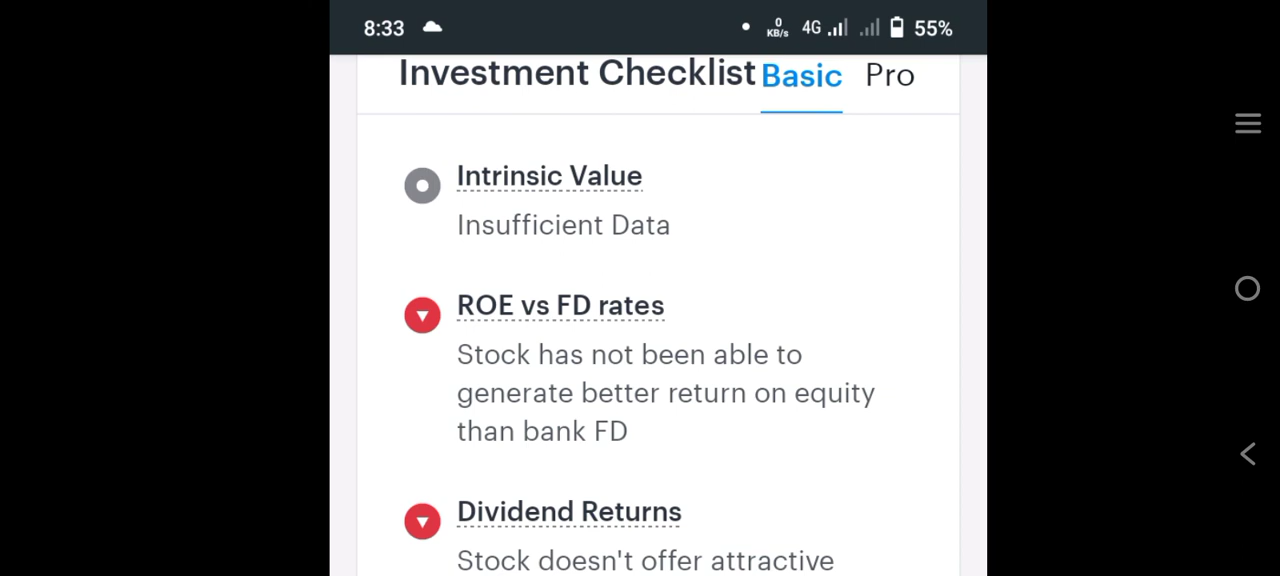 8:33 0 KB/s 4G 55%
Investment Checklist Basic Pro
Intrinsic Value
Insufficient Data
ROE vs FD rates
Stock has not been able to
generate better return on equity
than bank FD
Dividend Returns
Stock doesn't offer attractive